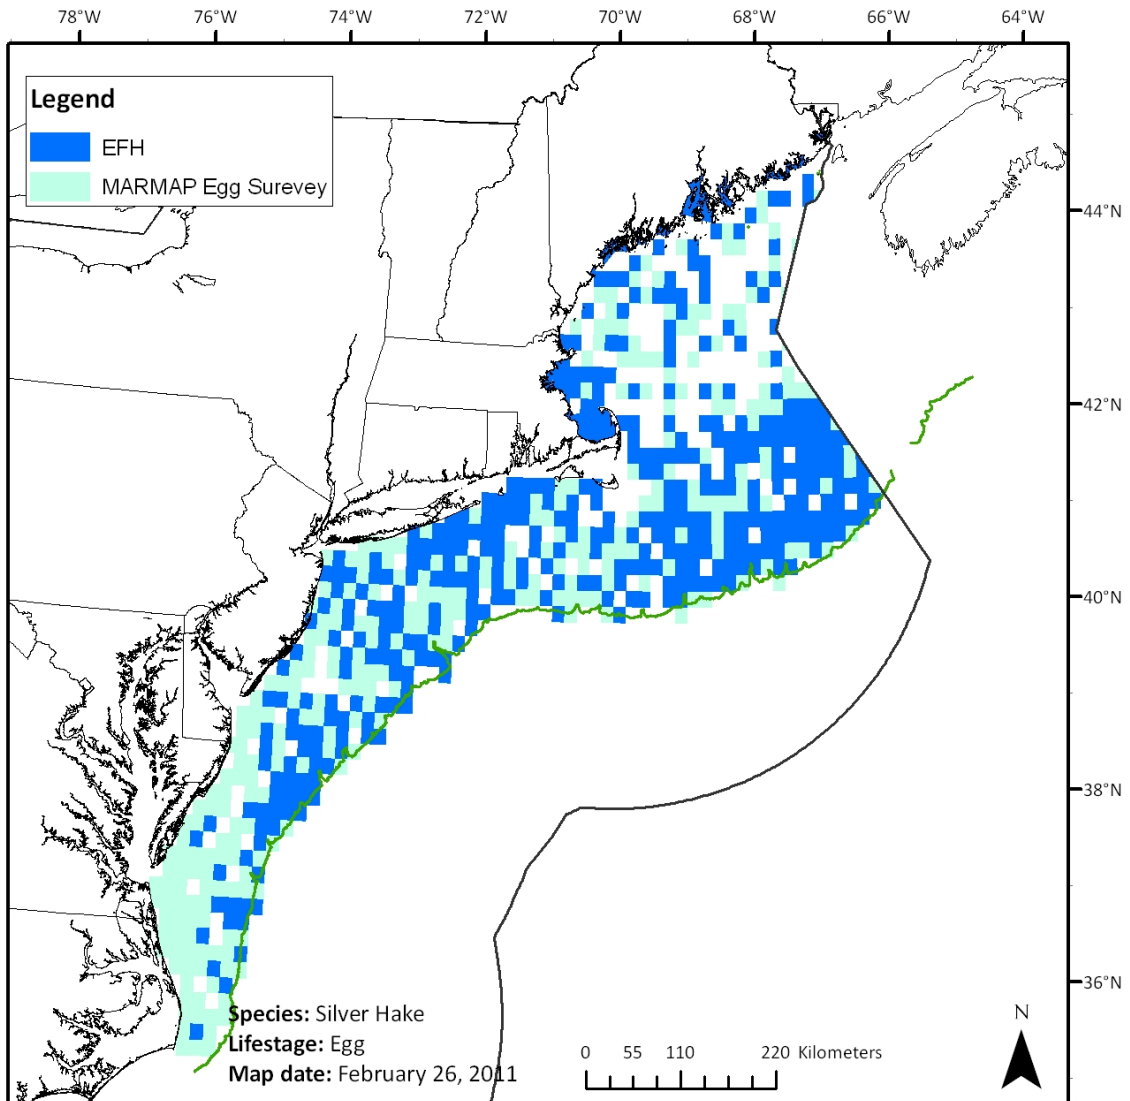 78°W 76°W 74°W 72°W 70°W 68°W 66°W 64°W
Legend
EFH
MARMAP Egg Surevey
44°N
42°N
40°N
38°N
36°N
Species: Silver Hake
Lifestage: Egg
Map date: February 26, 2011
0 55 110 220 Kilometers
N